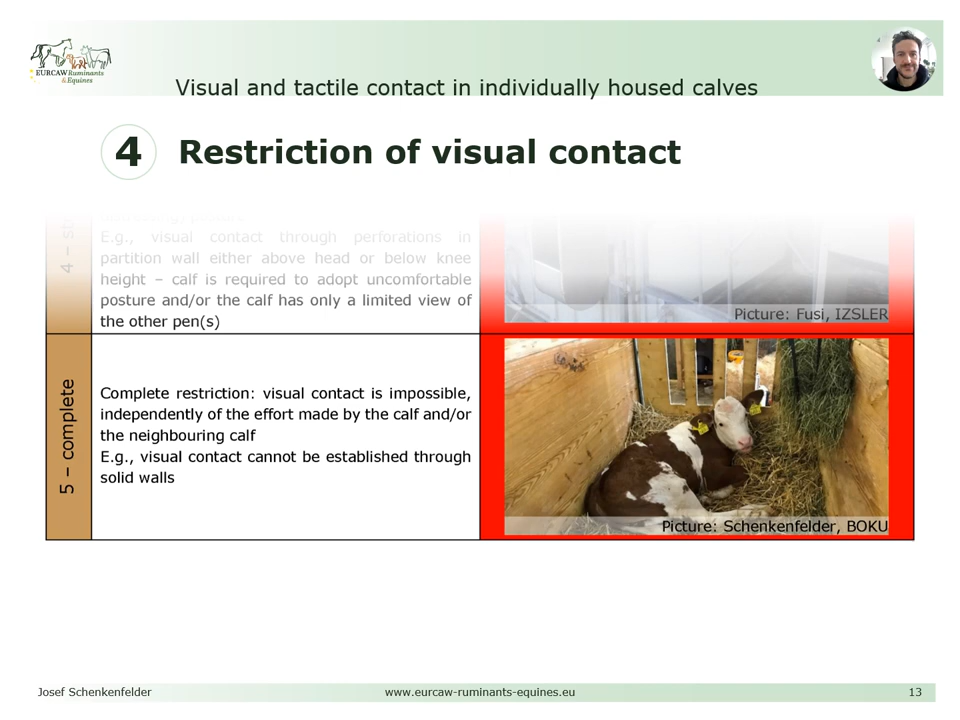 EURCAW Ruminants
& Equines
Visual and tactile contact in individually housed calves
4
Restriction of visual contact
4 –
E.g., visual contact through perforations in
partition wall either above head or below knee
height – calf is required to adopt uncomfortable
posture and/or the calf has only a limited view of
the other pen(s)
Picture: Fusi, IZSLER
5 – complete
Complete restriction: visual contact is impossible,
independently of the effort made by the calf and/or
the neighbouring calf
E.g., visual contact cannot be established through
solid walls
Picture: Schenkenfelder, BOKU
Josef Schenkenfelder
www.eurcaw-ruminants-equines.eu
13